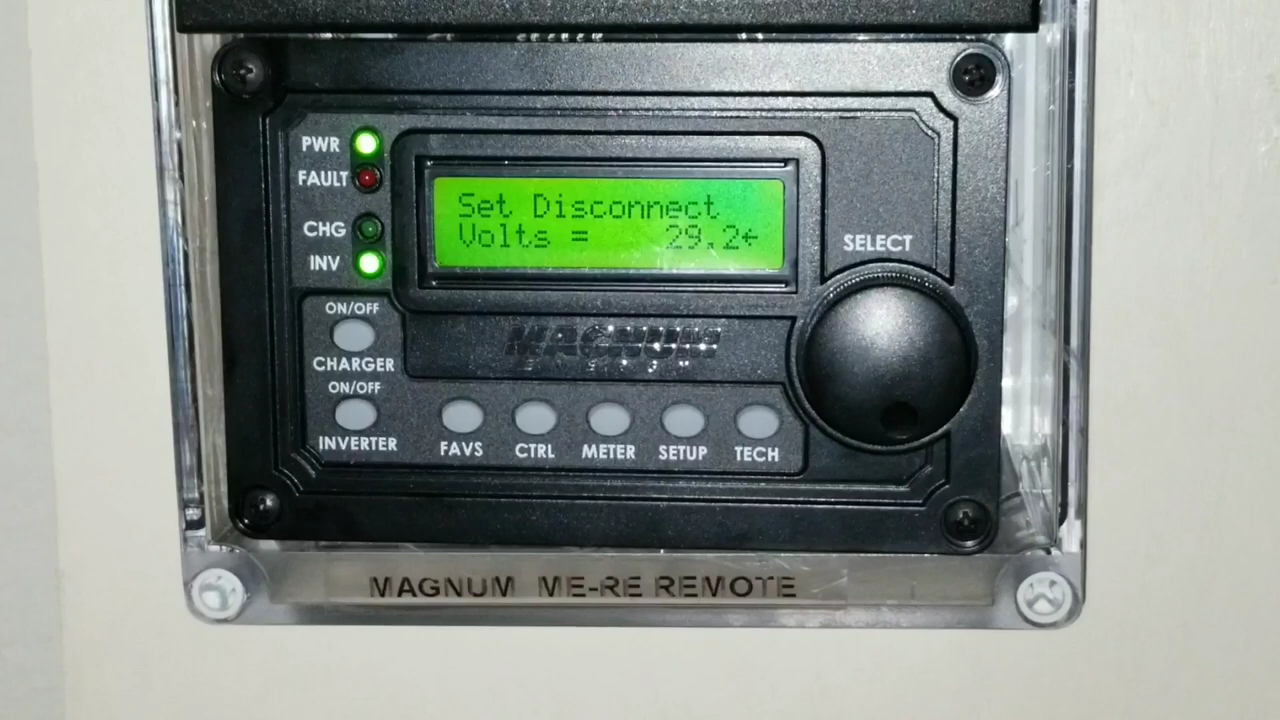 PWR
FAULT
CHG
INV
Set Disconnect
Volts = 29.2←
SELECT
ON/OFF
CHARGER
ON/OFF
INVERTER
MAGNUM
FAVS
CTRL
METER
SETUP
TECH
MAGNUM ME-RE REMOTE